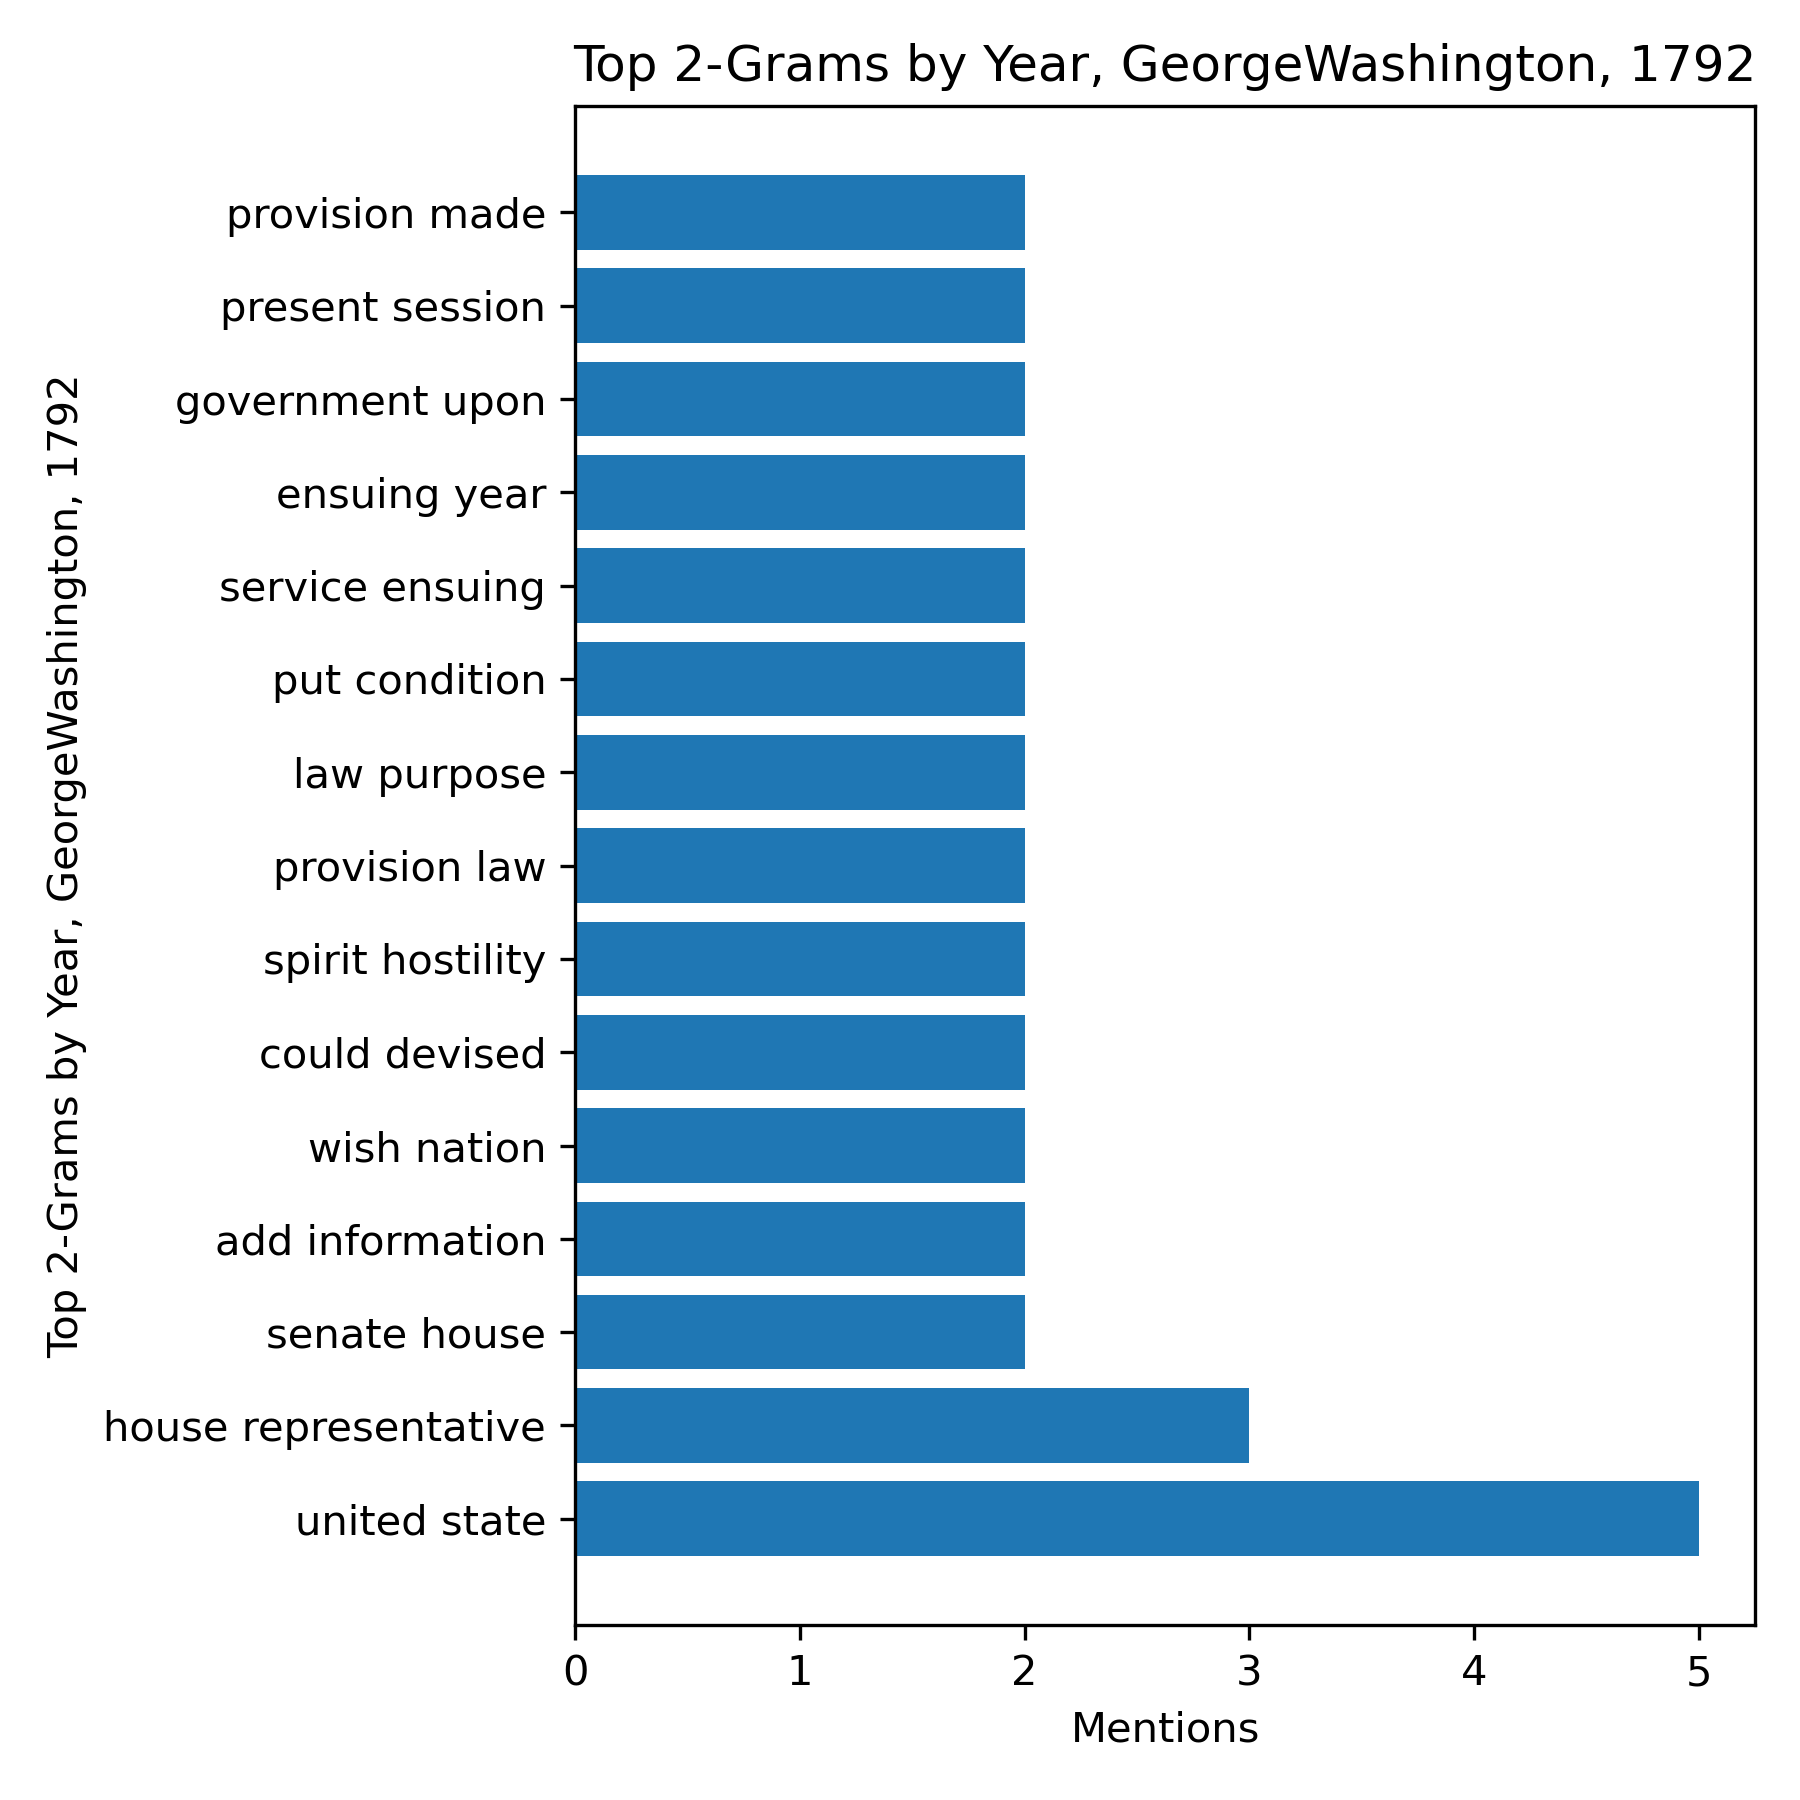 Top 2-Grams by Year, GeorgeWashington, 1792
Top 2-Grams by Year, GeorgeWashington, 1792
provision made
present session
government upon
ensuing year
service ensuing
put condition
law purpose
provision law
spirit hostility
could devised
wish nation
add information
senate house
house representative
united state
0 1 2 3 4 5
Mentions